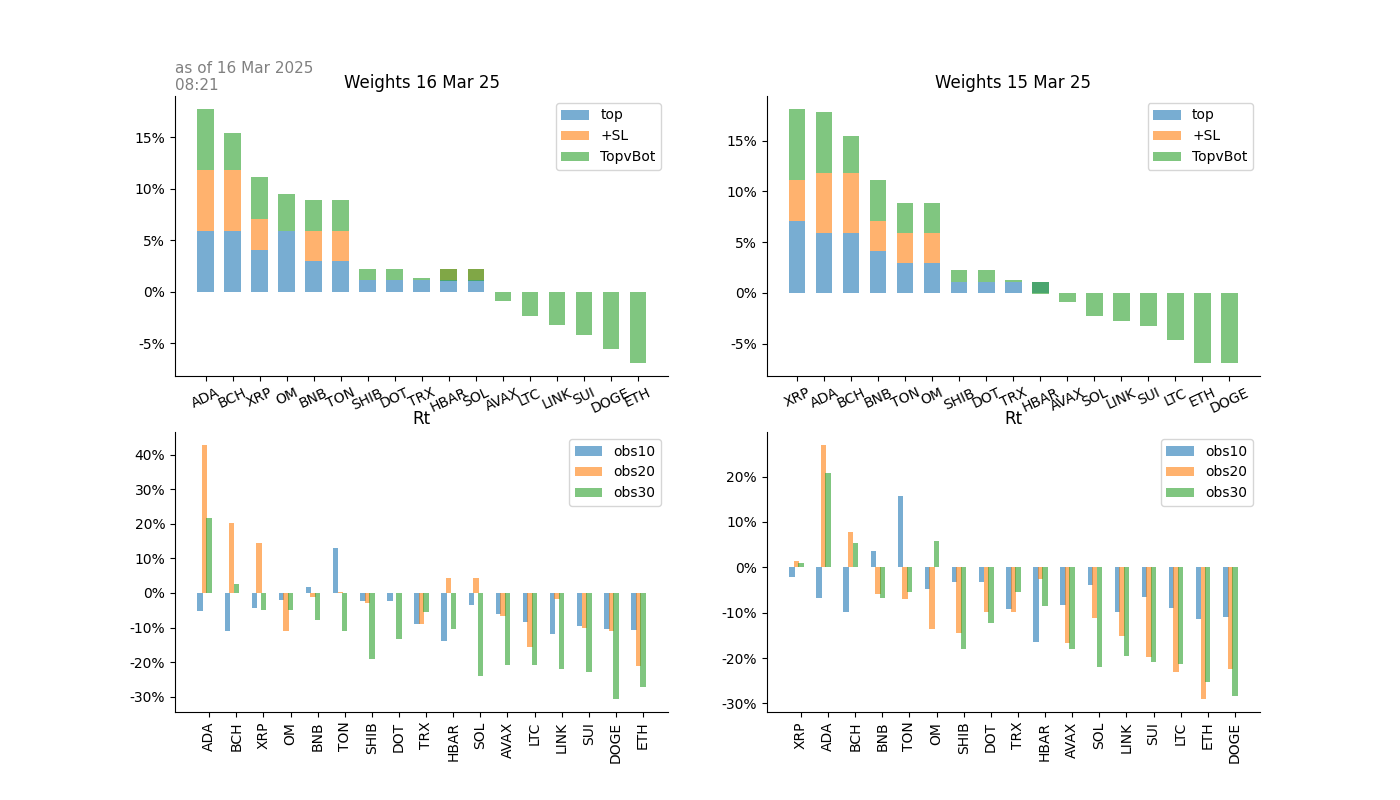 as of 16 Mar 2025
08:21
Weights 16 Mar 25
top
+SL
TopvBot
15%
10%
5%
0%
-5%
ADA BCH XRP OM BNB TON SHIB DOT TRX HBAR SOL AVAX LTC LINK SUI DOGE ETH
Weights 15 Mar 25
top
+SL
TopvBot
15%
10%
5%
0%
-5%
XRP ADA BCH BNB TON OM SHIB DOT TRX HBAR AVAX SOL LINK SUI LTC ETH DOGE
Rt
obs10
obs20
obs30
40%
30%
20%
10%
0%
-10%
-20%
-30%
ADA BCH XRP OM BNB TON SHIB DOT TRX HBAR SOL AVAX LTC LINK SUI DOGE ETH
Rt
obs10
obs20
obs30
20%
10%
0%
-10%
-20%
-30%
XRP ADA BCH BNB TON OM SHIB DOT TRX HBAR AVAX SOL LINK SUI LTC ETH DOGE